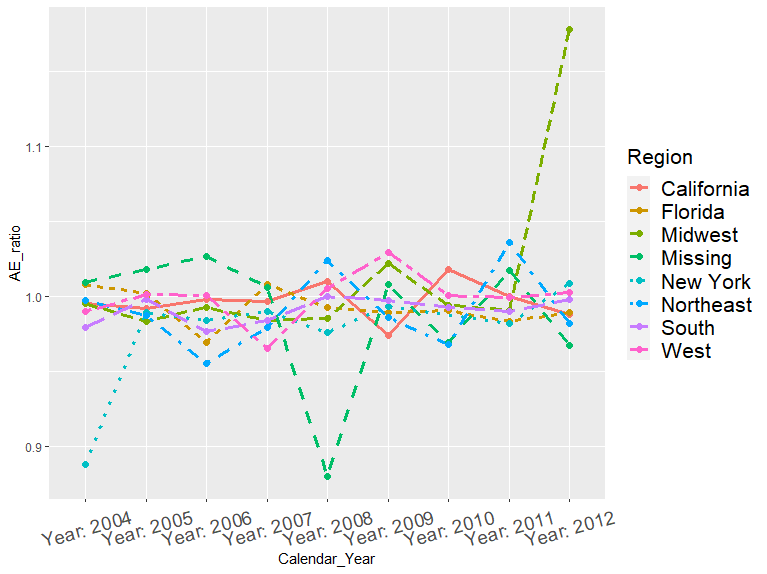 AE_ratio
1.1
1.0
0.9
Year: 2004
Year: 2005
Year: 2006
Year: 2007
Year: 2008
Year: 2009
Year: 2010
Year: 2011
Year: 2012
Calendar_Year
Region
California
Florida
Midwest
Missing
New York
Northeast
South
West